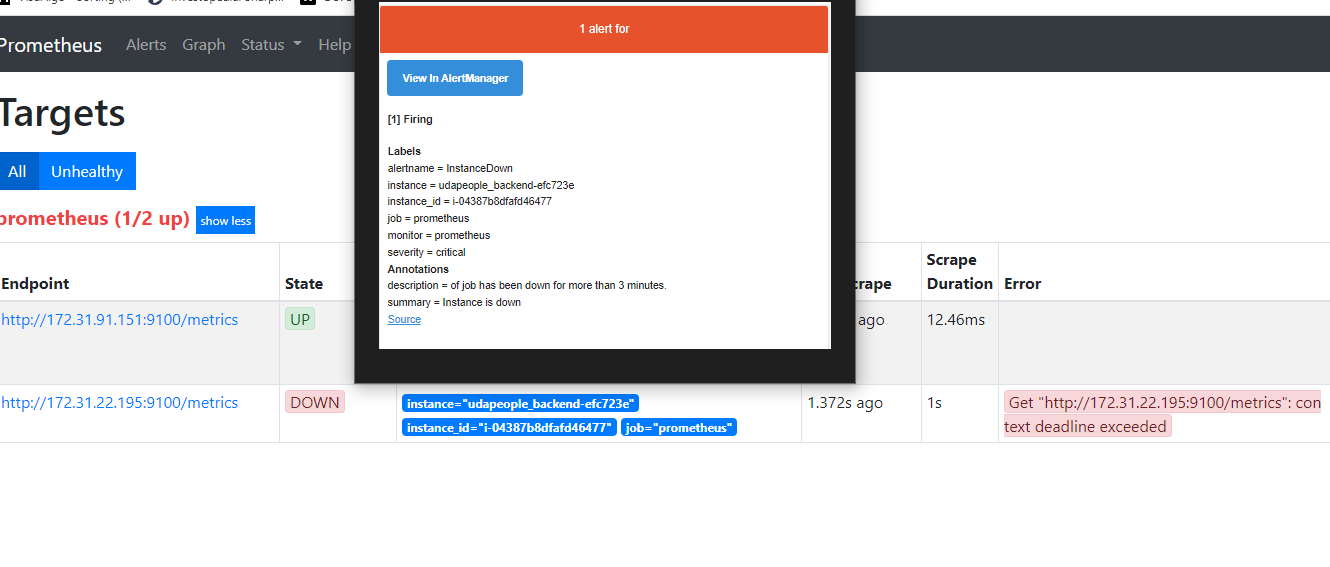 Prometheus Alerts Graph Status Help
Targets
All Unhealthy
prometheus (1/2 up) show less
1 alert for
View In AlertManager
[1] Firing
Labels
alertname = InstanceDown
instance = udapeople_backend-efc723e
instance_id = i-04387b8dfafd46477
job = prometheus
monitor = prometheus
severity = critical
Annotations
description = of job has been down for more than 3 minutes.
summary = Instance is down
Source
Endpoint State Scrape Duration Error
http://172.31.91.151:9100/metrics UP ago 12.46ms
http://172.31.22.195:9100/metrics DOWN instance="udapeople_backend-efc723e" 1.372s ago 1s Get "http://172.31.22.195:9100/metrics": con
instance_id="i-04387b8dfafd46477" job="prometheus" text deadline exceeded